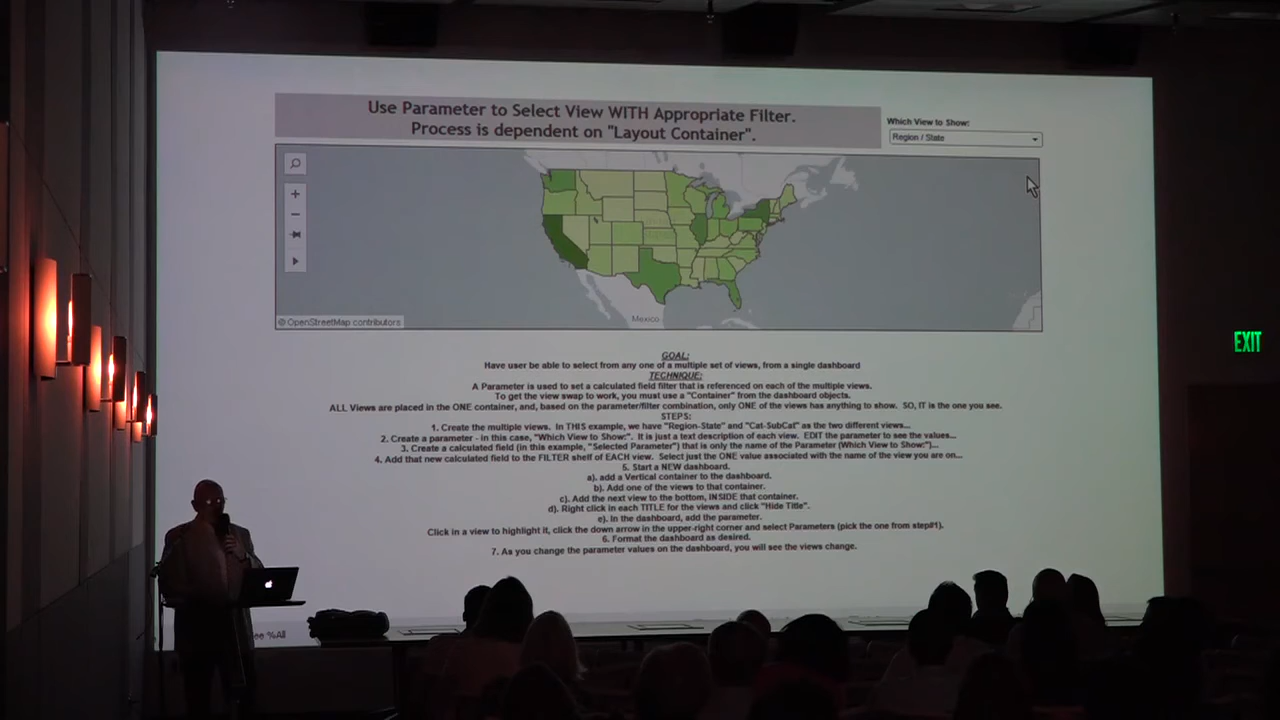 Use Parameter to Select View WITH Appropriate Filter.
Process is dependent on "Layout Container".
Which View to Show:
Region / State
Mexico
© OpenStreetMap contributors
GOAL:
Have user be able to select from any one of a multiple set of views, from a single dashboard
TECHNIQUE:
A Parameter is used to set a calculated field filter that is referenced on each of the multiple views.
To get the view swap to work, you must use a "Container" from the dashboard objects.
ALL Views are placed in the ONE container, and, based on the parameter/filter combination, only ONE of the views has anything to show. SO, IT is the one you see.
STEPS:
1. Create the multiple views. In THIS example, we have "Region-State" and "Cat-SubCat" as the two different views...
2. Create a parameter - in this case, "Which View to Show:". It is just a text description of each view. EDIT the parameter to see the values...
3. Create a calculated field (in this example, "Selected Parameter") that is only the name of the Parameter (Which View to Show:")...
4. Add that new calculated field to the FILTER shelf of EACH view. Select just the ONE value associated with the name of the view you are on...
5. Start a NEW dashboard.
a). add a Vertical container to the dashboard.
b). Add one of the views to that container.
c). Add the next view to the bottom, INSIDE that container.
d). Right click in each TITLE for the views and click "Hide Title".
e). In the dashboard, add the parameter.
Click in a view to highlight it, click the down arrow in the upper-right corner and select Parameters (pick the one from step#1).
6. Format the dashboard as desired.
7. As you change the parameter values on the dashboard, you will see the views change.
EXIT
%All